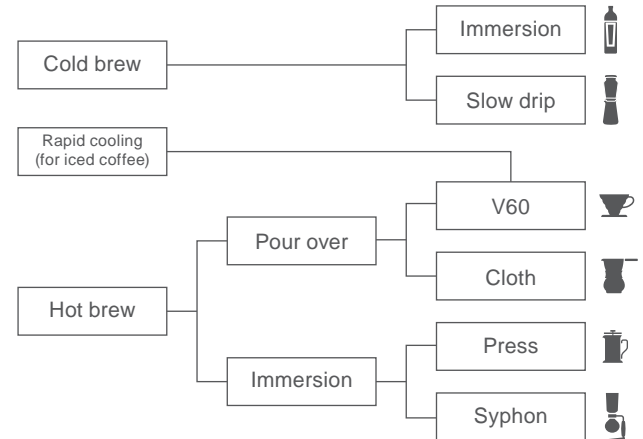 Immersion
Cold brew
Slow drip
Rapid cooling
(for iced coffee)
V60
Pour over
Cloth
Hot brew
Press
Immersion
Syphon